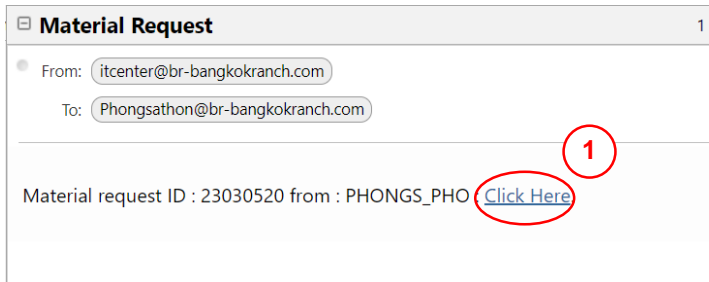 Material Request 1
From: itcenter@br-bangkokranch.com
To: Phongsathon@br-bangkokranch.com
1
Material request ID : 23030520 from : PHONGS_PHO : Click Here